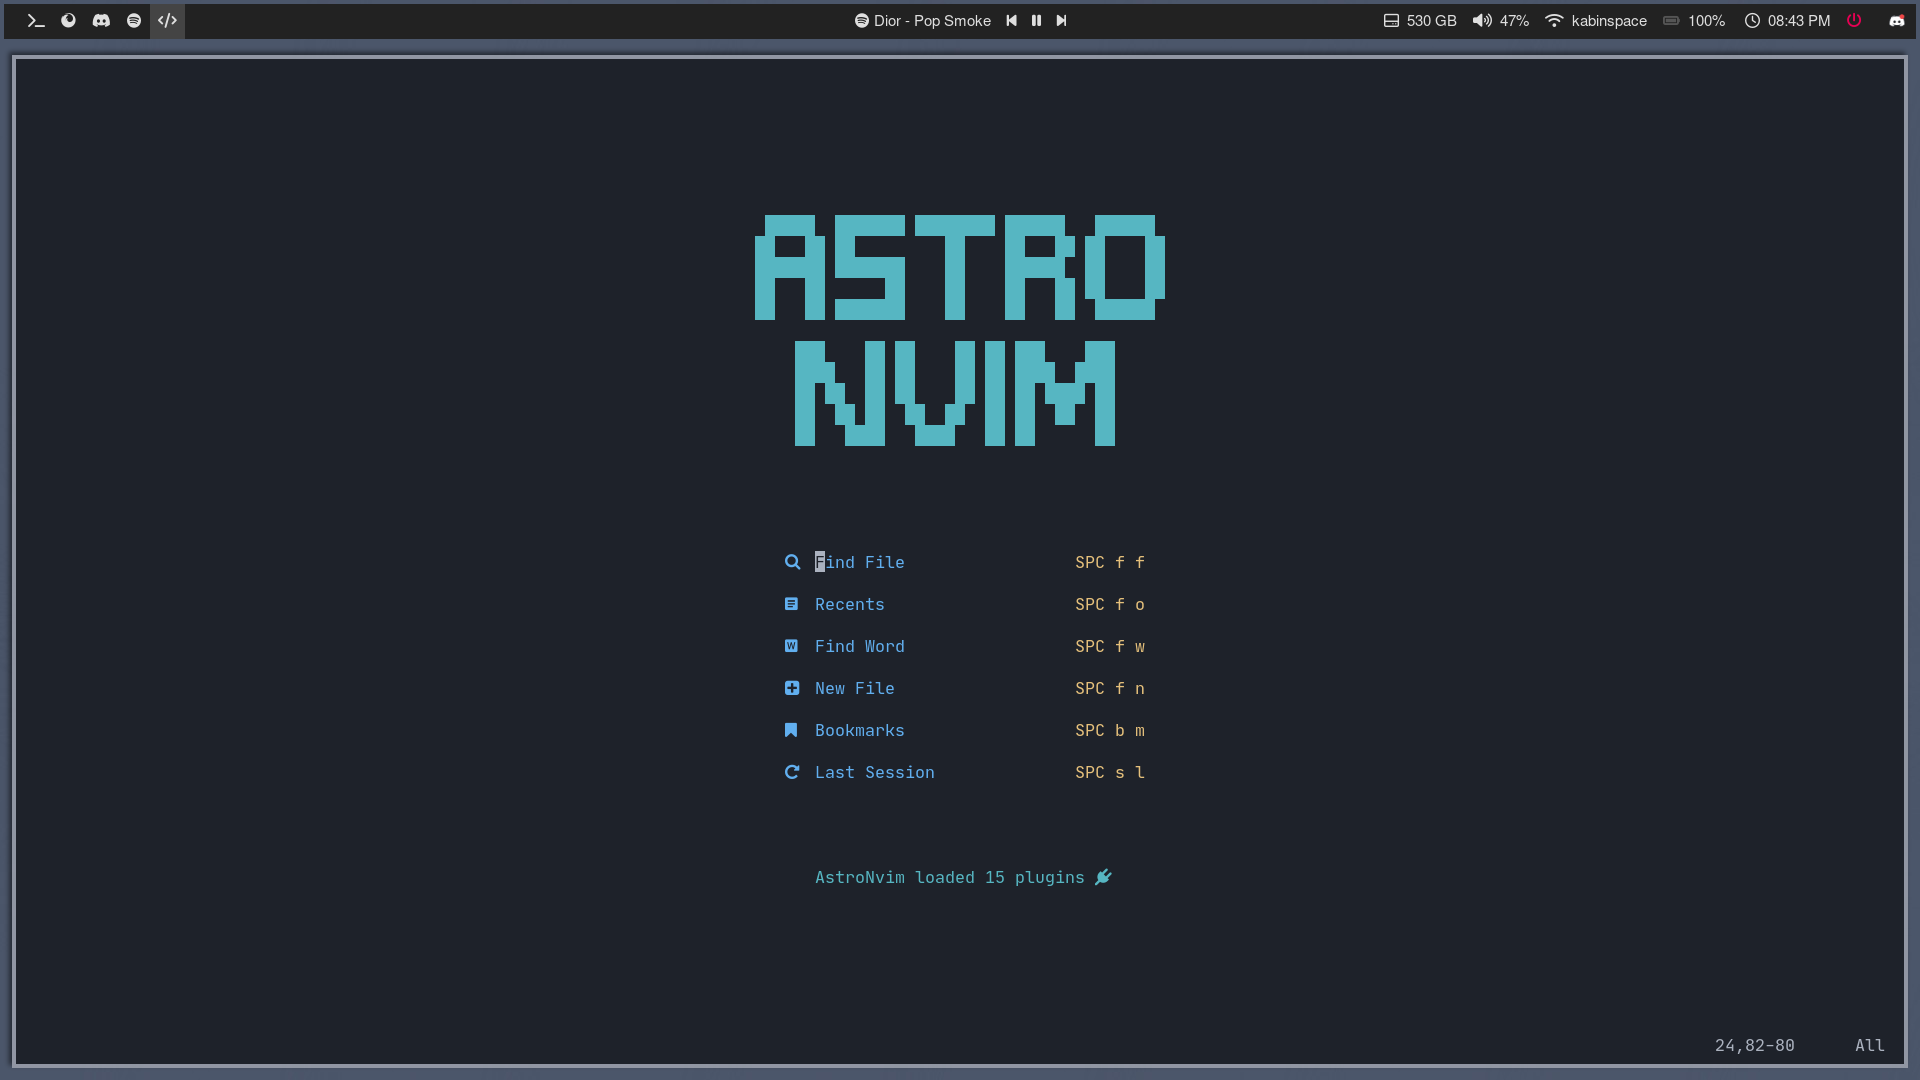 Dior - Pop Smoke
530 GB 47% kabinspace 100% 08:43 PM
ASTRO
NVIM
Find File SPC f f
Recents SPC f o
Find Word SPC f w
New File SPC f n
Bookmarks SPC b m
Last Session SPC s l
AstroNvim loaded 15 plugins
24,82-80 All